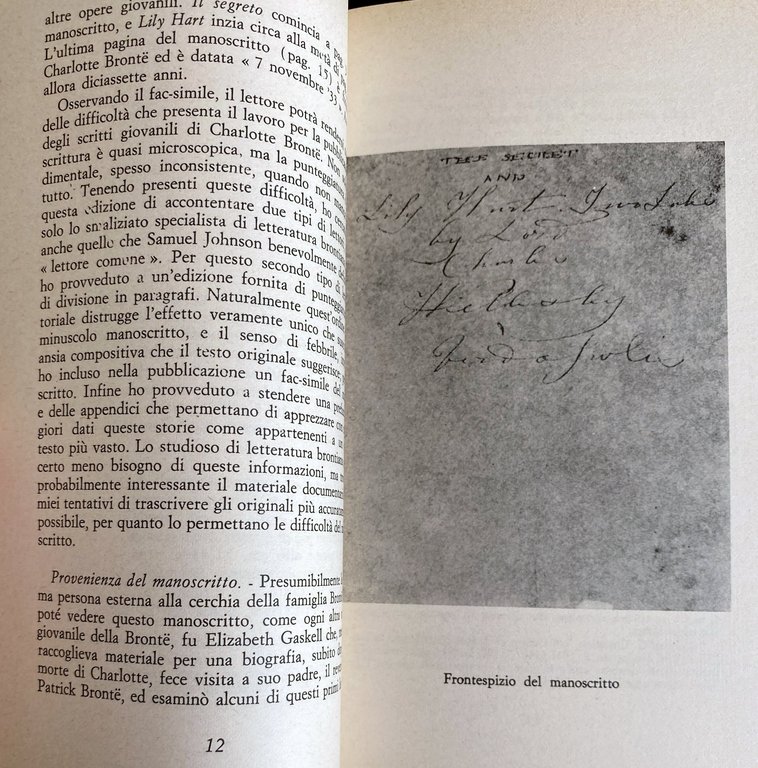 altre opere giovanili. Il segreto comincia a pag.
manoscritto, e Lily Hart inzia circa alla metà di
L'ultima pagina del manoscritto (pag. 15) è
Charlotte Brontë ed è datata « 7 novembre '33 »
allora diciassette anni.
Osservando il fac-simile, il lettore potrà
delle difficoltà che presenta il lavoro per la
degli scritti giovanili di Charlotte Brontë. Non
scrittura è quasi microscopica, ma la
dimentale, spesso inconsistente, quando non
tutto. Tenendo presenti queste difficoltà, ho
questa edizione di accontentare due tipi di
solo lo smaliziato specialista di letteratura
anche quello che Samuel Johnson benevolmente
« lettore comune ». Per questo secondo tipo di
ho provveduto a un'edizione fornita di
di divisione in paragrafi. Naturalmente
toriale distrugge l'effetto veramente unico che
minuscolo manoscritto, e il senso di febbrile,
ansia compositiva che il testo originale suggerisce;
ho incluso nella pubblicazione un fac-simile del
scritto. Infine ho provveduto a stendere una
e delle appendici che permettano di apprezzare
giori dati queste storie come appartenenti a un
testo più vasto. Lo studioso di letteratura
certo meno bisogno di queste informazioni, ma
probabilmente interessante il materiale
miei tentativi di trascrivere gli originali più
possibile, per quanto lo permettano le difficoltà del
scritto.
Provenienza del manoscritto. - Presumibilmente
ma persona esterna alla cerchia della famiglia
poté vedere questo manoscritto, come ogni
giovanile della Brontë, fu Elizabeth Gaskell che,
raccoglieva materiale per una biografia, subito
morte di Charlotte, fece visita a suo padre, il
Patrick Brontë, ed esaminò alcuni di questi primi
12
THE SECRET
AND
Lily Hart
by Lord
Charles
Frontespizio del manoscritto